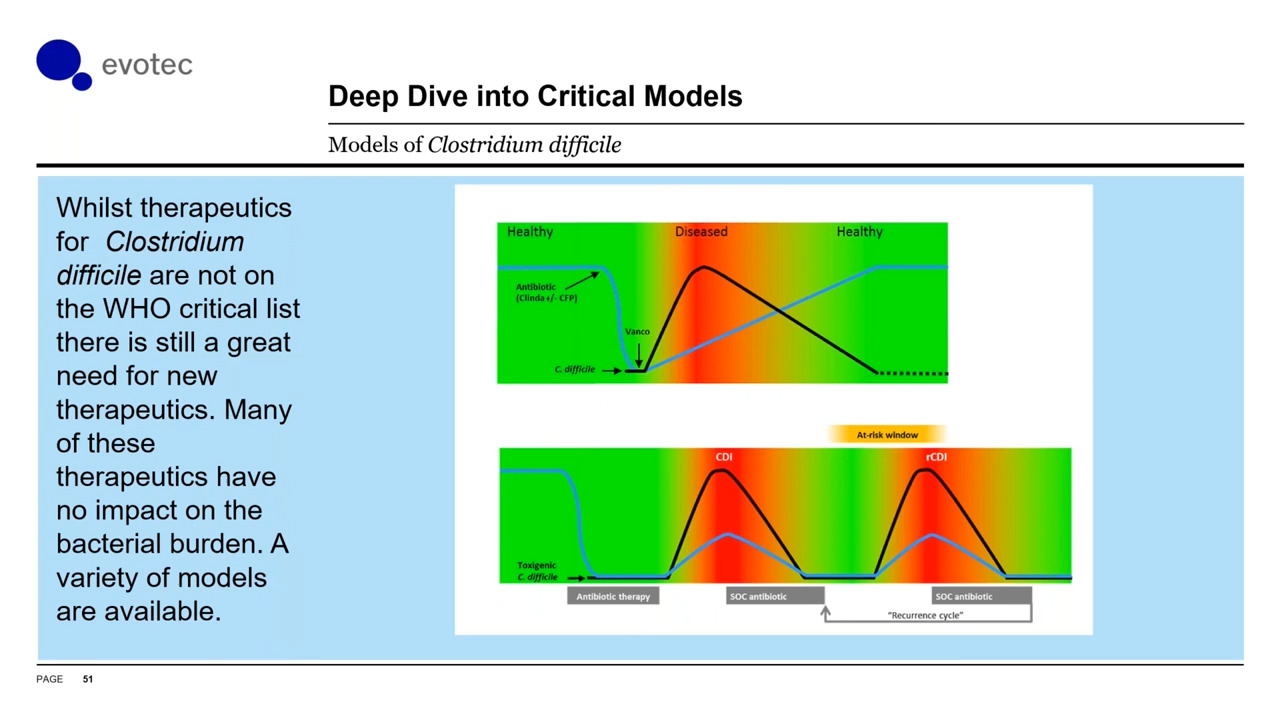 evotec
Deep Dive into Critical Models
Models of Clostridium difficile
Whilst therapeutics
for Clostridium
difficile are not on
the WHO critical list
there is still a great
need for new
therapeutics. Many
of these
therapeutics have
no impact on the
bacterial burden. A
variety of models
are available.
Healthy
Diseased
Healthy
Antibiotic
(Clinda +/- CFP)
Vanco
C. difficile
At-risk window
CDI
rCDI
Toxigenic
C. difficile
Antibiotic therapy
SOC antibiotic
SOC antibiotic
"Recurrence cycle"
PAGE 51